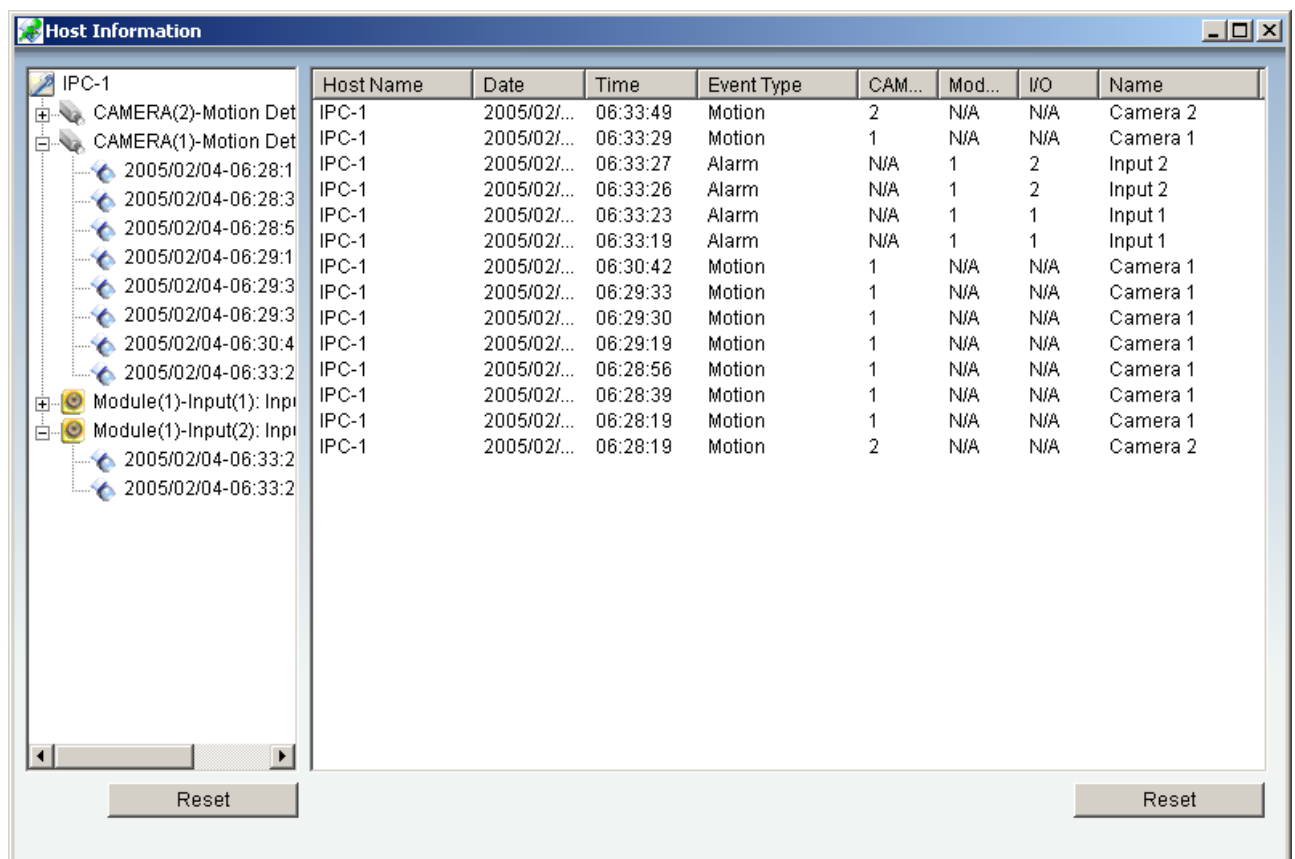 Host Information
IPC-1
CAMERA(2)-Motion Det
CAMERA(1)-Motion Det
2005/02/04-06:28:1
2005/02/04-06:28:3
2005/02/04-06:28:5
2005/02/04-06:29:1
2005/02/04-06:29:3
2005/02/04-06:29:3
2005/02/04-06:30:4
2005/02/04-06:33:2
Module(1)-Input(1): Inp
Module(1)-Input(2): Inp
2005/02/04-06:33:2
2005/02/04-06:33:2
Reset
Host Name Date Time Event Type CAM... Mod... I/O Name
IPC-1 2005/02/... 06:33:49 Motion 2 N/A N/A Camera 2
IPC-1 2005/02/... 06:33:29 Motion 1 N/A N/A Camera 1
IPC-1 2005/02/... 06:33:27 Alarm N/A 1 2 Input 2
IPC-1 2005/02/... 06:33:26 Alarm N/A 1 2 Input 2
IPC-1 2005/02/... 06:33:23 Alarm N/A 1 1 Input 1
IPC-1 2005/02/... 06:33:19 Alarm N/A 1 1 Input 1
IPC-1 2005/02/... 06:30:42 Motion 1 N/A N/A Camera 1
IPC-1 2005/02/... 06:29:33 Motion 1 N/A N/A Camera 1
IPC-1 2005/02/... 06:29:30 Motion 1 N/A N/A Camera 1
IPC-1 2005/02/... 06:29:19 Motion 1 N/A N/A Camera 1
IPC-1 2005/02/... 06:28:56 Motion 1 N/A N/A Camera 1
IPC-1 2005/02/... 06:28:39 Motion 1 N/A N/A Camera 1
IPC-1 2005/02/... 06:28:19 Motion 1 N/A N/A Camera 1
IPC-1 2005/02/... 06:28:19 Motion 2 N/A N/A Camera 2
Reset